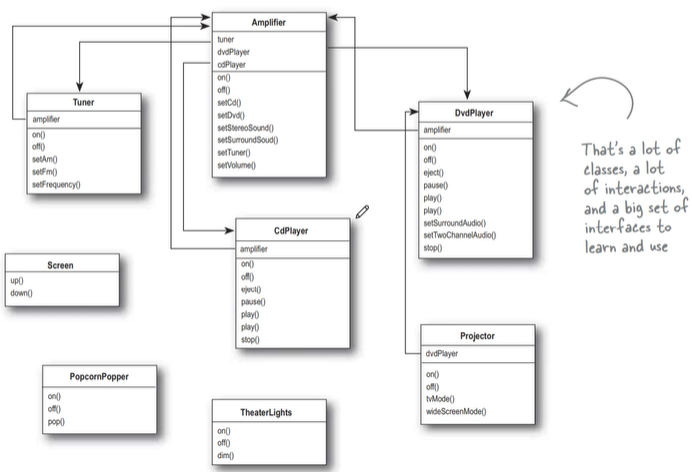 Amplifier
tuner
dvdPlayer
cdPlayer
on()
off()
setCd()
setDvd()
setStereoSound()
setSurroundSoud()
setTuner()
setVolume()
Tuner
amplifier
on()
off()
setAm()
setFm()
setFrequency()
DvdPlayer
amplifier
on()
off()
eject()
pause()
play()
play()
setSurroundAudio()
setTwoChannelAudio()
stop()
That's a lot of
classes, a lot
of interactions,
and a big set of
interfaces to
learn and use
CdPlayer
amplifier
on()
off()
eject()
pause()
play()
play()
stop()
Screen
up()
down()
Projector
dvdPlayer
on()
off()
tvMode()
wideScreenMode()
PopcornPopper
on()
off()
pop()
TheaterLights
on()
off()
dim()